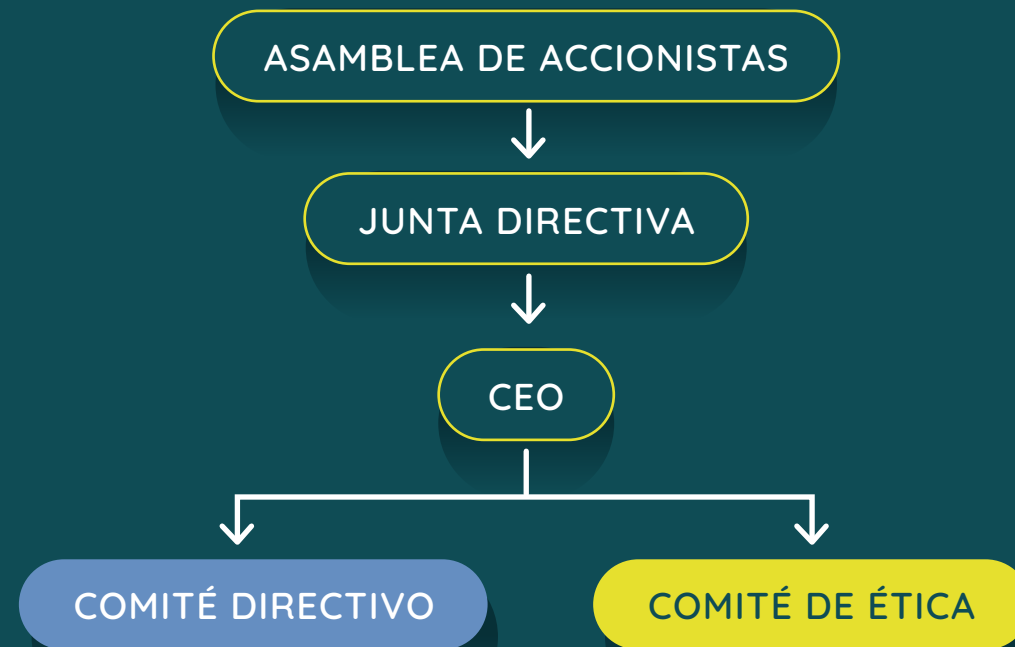 ASAMBLEA DE ACCIONISTAS
JUNTA DIRECTIVA
CEO
COMITÉ DIRECTIVO
COMITÉ DE ÉTICA